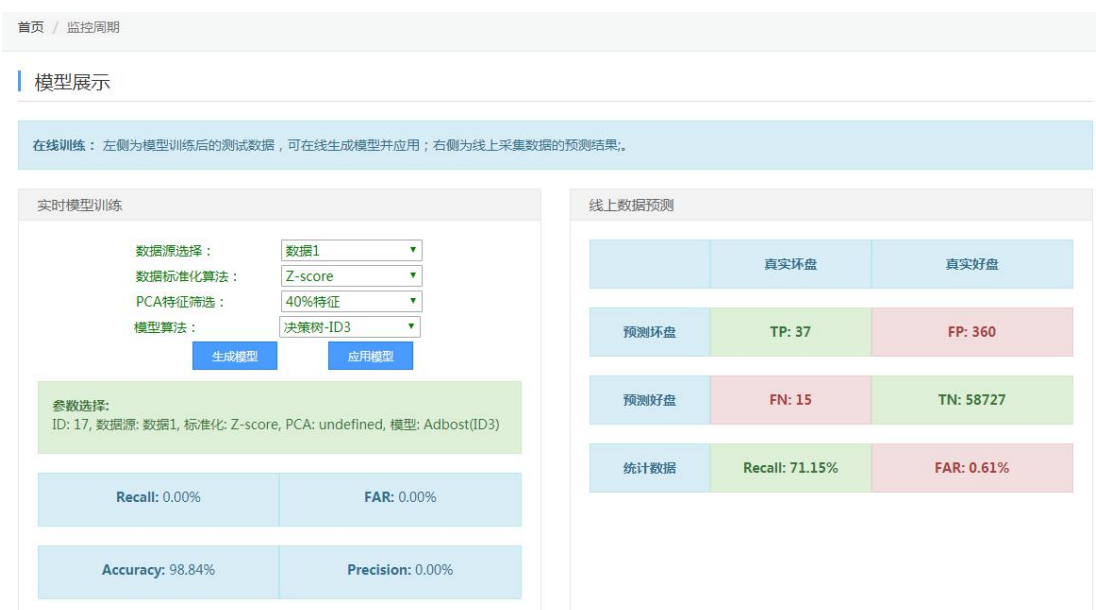 首页 / 监控周期
模型展示
在线训练： 左侧为模型训练后的测试数据，可在线生成模型并应用；右侧为线上采集数据的预测结果;。
实时模型训练
数据源选择： 数据1
数据标准化算法： Z-score
PCA特征筛选： 40%特征
模型算法： 决策树-ID3
生成模型 应用模型
参数选择:
ID: 17, 数据源: 数据1, 标准化: Z-score, PCA: undefined, 模型: Adbost(ID3)
Recall: 0.00% FAR: 0.00%
Accuracy: 98.84% Precision: 0.00%
线上数据预测
真实坏盘 真实好盘
预测坏盘 TP: 37 FP: 360
预测好盘 FN: 15 TN: 58727
统计数据 Recall: 71.15% FAR: 0.61%